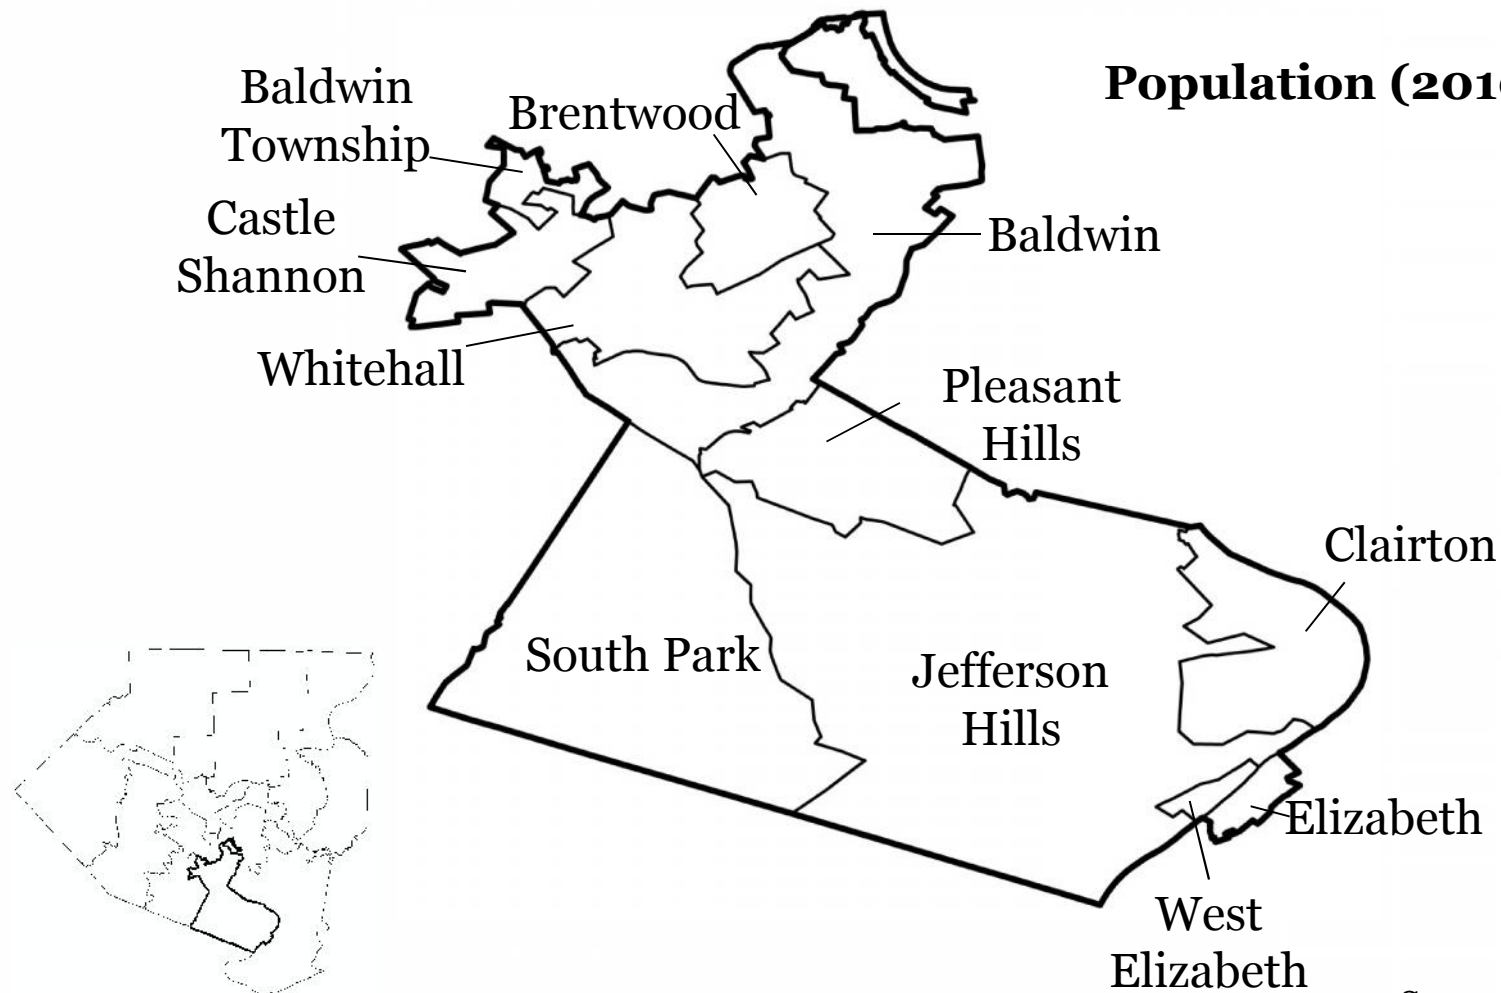 Population (201
Baldwin
Township
Brentwood
Castle
Shannon
Baldwin
Whitehall
Pleasant
Hills
Clairton
South Park
Jefferson
Hills
Elizabeth
West
Elizabeth